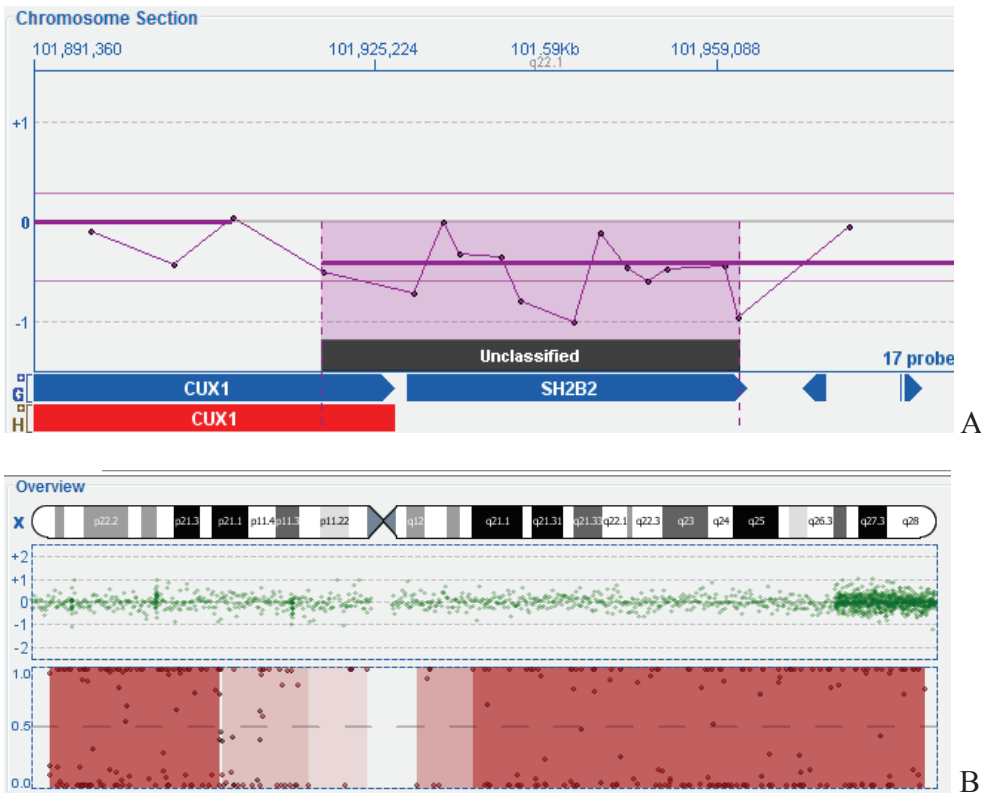 Chromosome Section
101,891,360 101,925,224 101.59Kb 101,959,088
q22.1
+1
0
-1
Unclassified
17 probe
G CUX1 SH2B2
H CUX1
A
Overview
X p22.2 p21.3 p21.1 p11.4 p11.3 p11.22 q12 q21.1 q21.31 q21.33 q22.1 q22.3 q23 q24 q25 q26.3 q27.3 q28
+2
+1
0
-1
-2
1.0
0.5
0.0
B